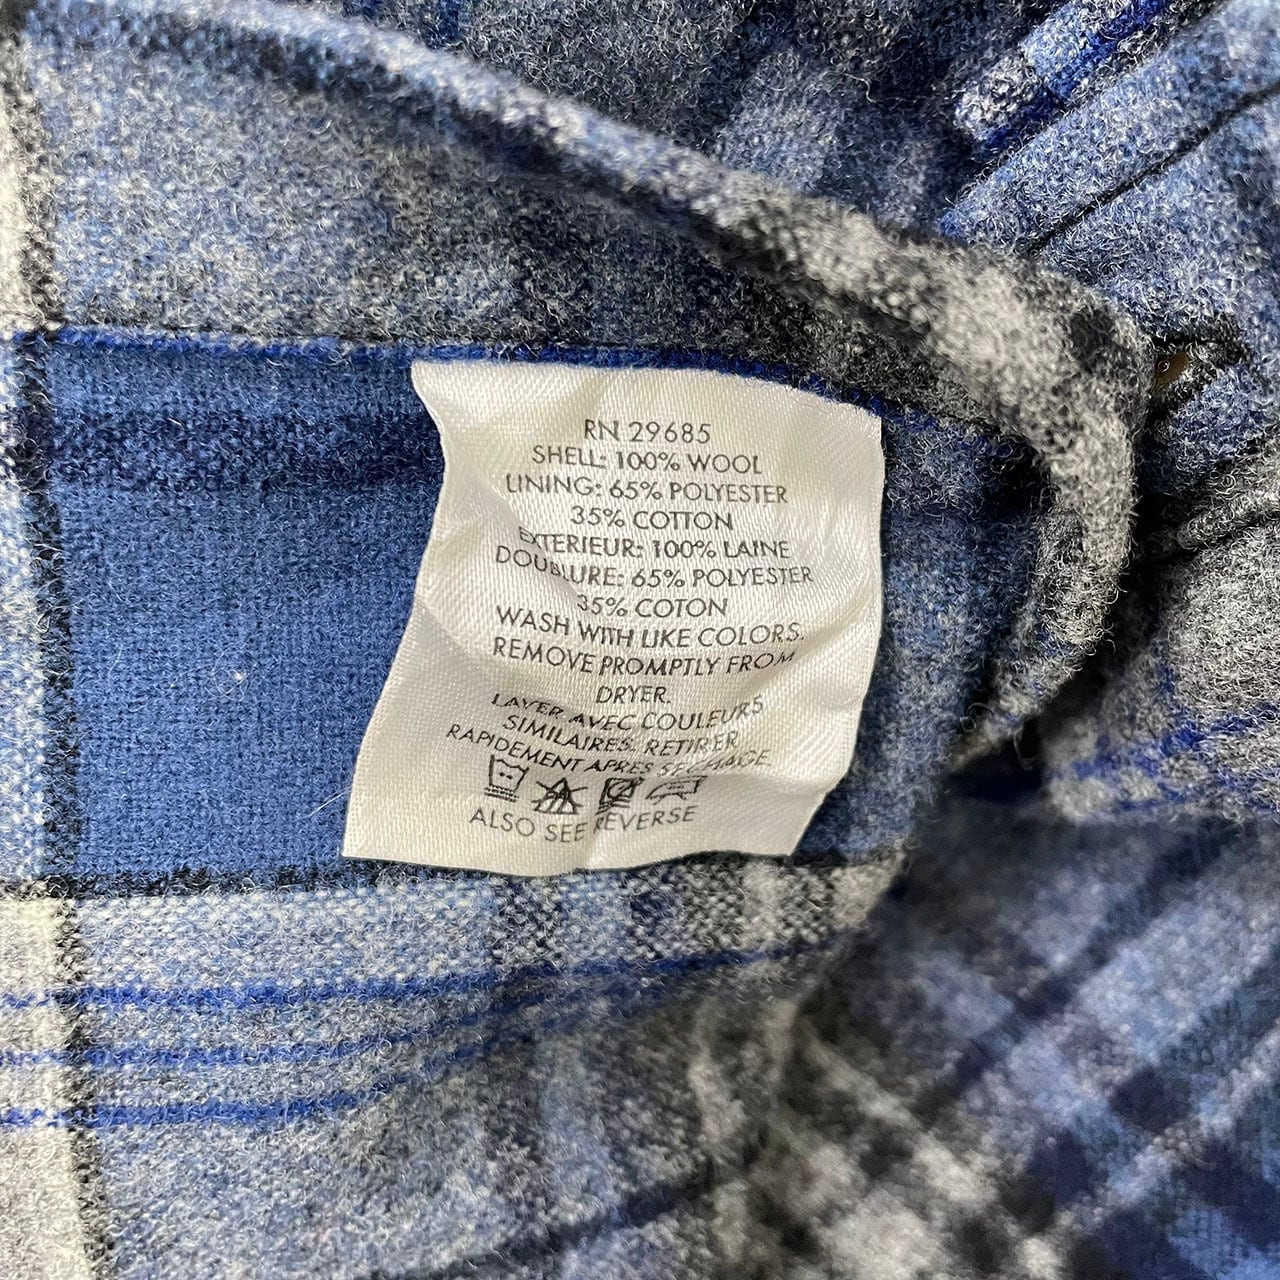 RN 29685
SHELL: 100% WOOL
LINING: 65% POLYESTER
35% COTTON
EXTERIEUR: 100% LAINE
DOUBLURE: 65% POLYESTER
35% COTON
WASH WITH LIKE COLORS.
REMOVE PROMPTLY FROM
DRYER.
LAVER AVEC COULEURS
SIMILAIRES. RETIRER
RAPIDEMENT APRES SECHAGE.
ALSO SEE REVERSE